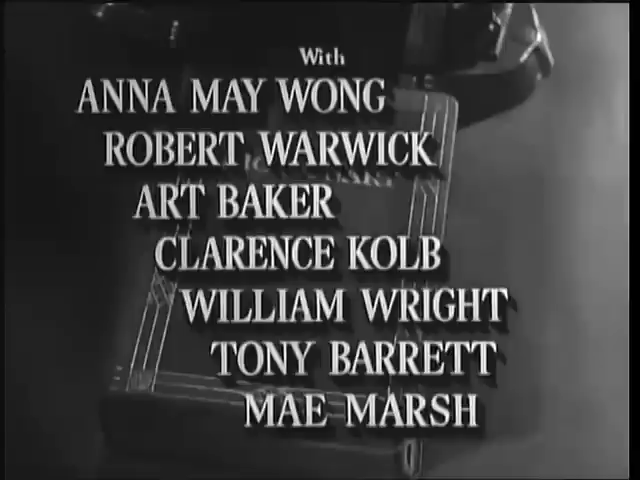 With
ANNA MAY WONG
ROBERT WARWICK
ART BAKER
CLARENCE KOLB
WILLIAM WRIGHT
TONY BARRETT
MAE MARSH